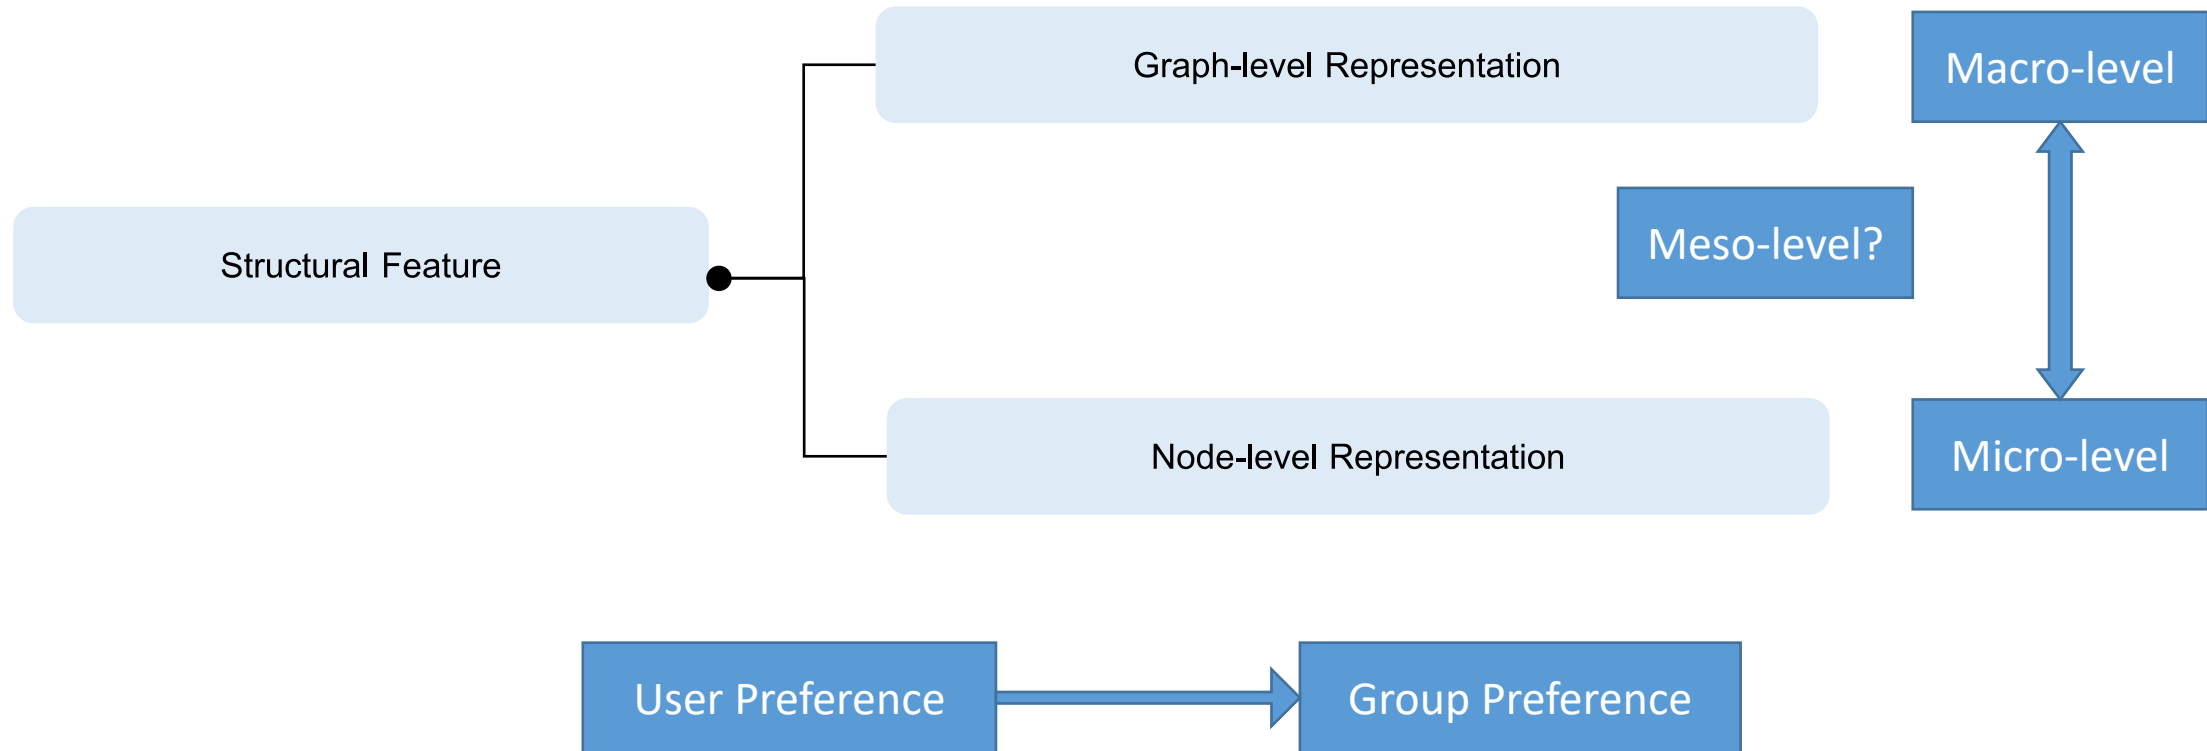 Graph-level Representation
Macro-level
Meso-level?
Structural Feature
Node-level Representation
Micro-level
User Preference
Group Preference